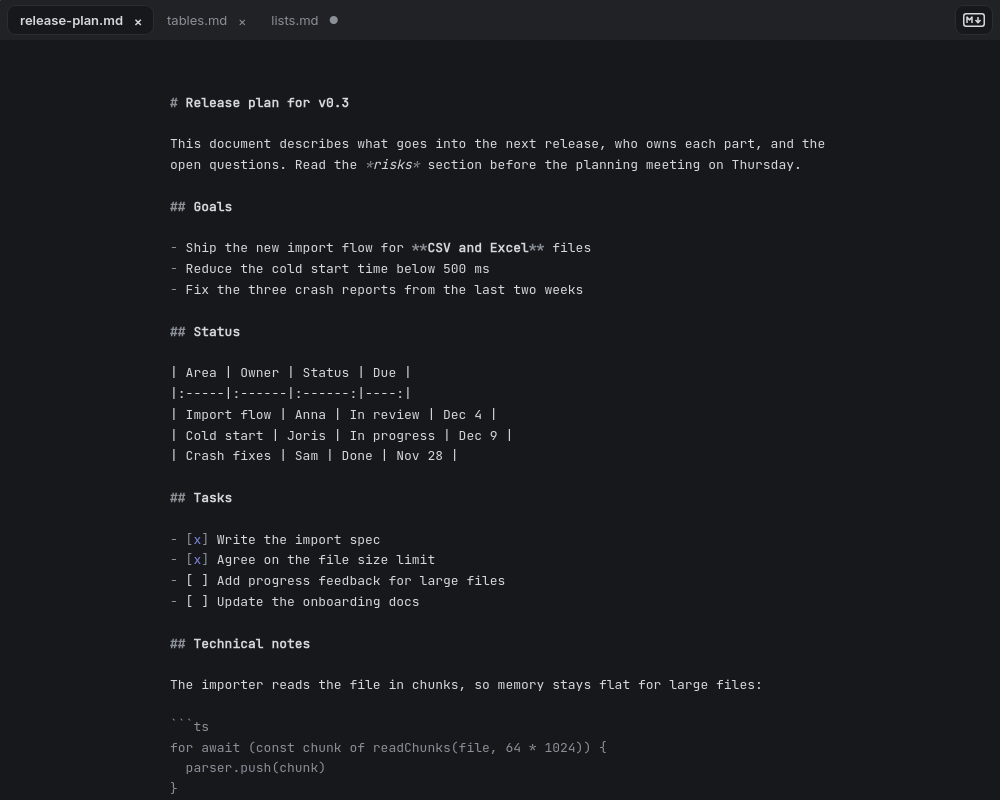 release-plan.md × tables.md × lists.md
M
# Release plan for v0.3
This document describes what goes into the next release, who owns each part, and the
open questions. Read the *risks* section before the planning meeting on Thursday.
## Goals
- Ship the new import flow for **CSV and Excel** files
- Reduce the cold start time below 500 ms
- Fix the three crash reports from the last two weeks
## Status
| Area | Owner | Status | Due |
|:-----|:------|:------:|----:|
| Import flow | Anna | In review | Dec 4 |
| Cold start | Joris | In progress | Dec 9 |
| Crash fixes | Sam | Done | Nov 28 |
## Tasks
- [x] Write the import spec
- [x] Agree on the file size limit
- [ ] Add progress feedback for large files
- [ ] Update the onboarding docs
## Technical notes
The importer reads the file in chunks, so memory stays flat for large files:
```ts
for await (const chunk of readChunks(file, 64 * 1024)) {
  parser.push(chunk)
}